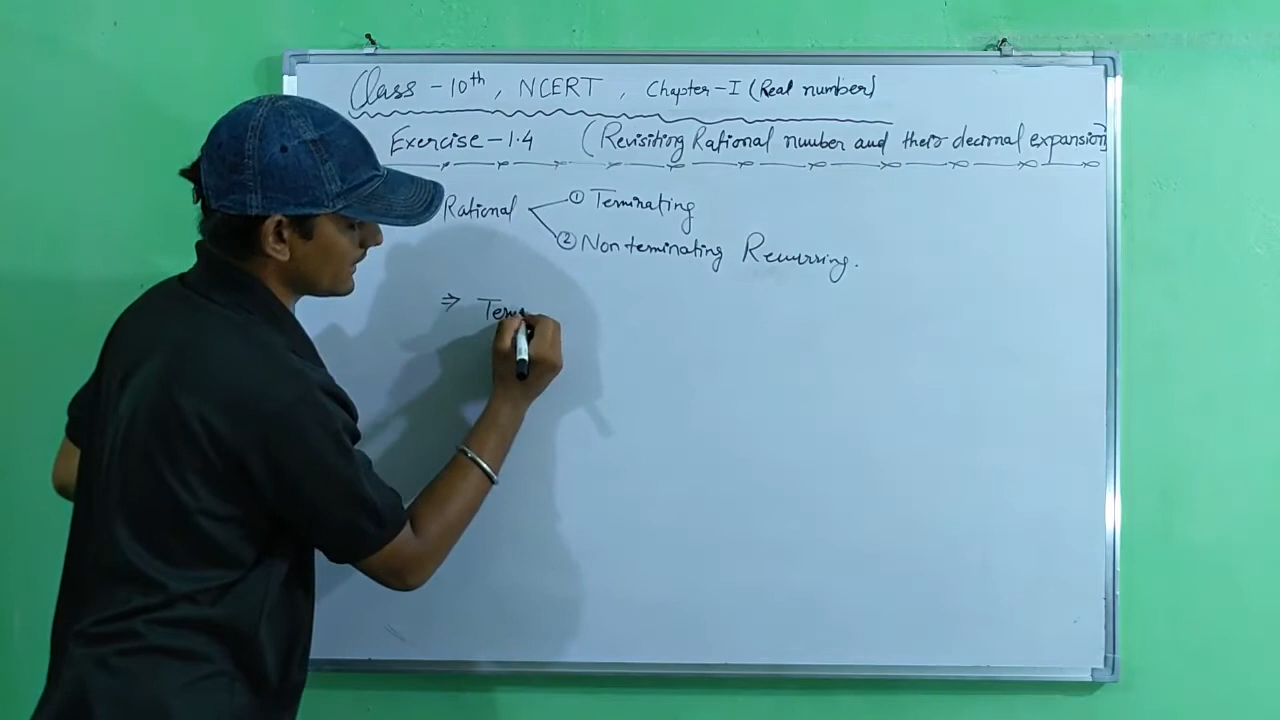 Class - 10th, NCERT, Chapter-I (Real number)
Exercise-1.4 (Revisiting Rational number and their decimal expansion)
Rational ① Terminating
② Non terminating Recurring.
⇒ Term